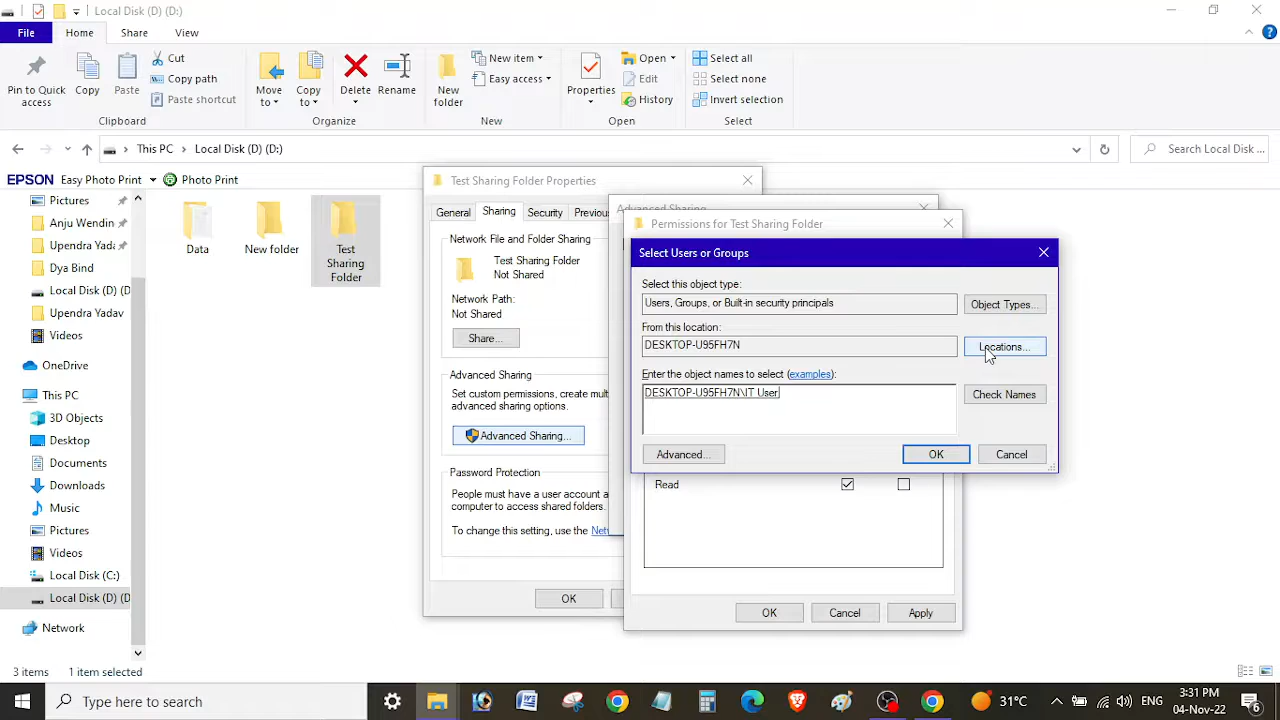 Local Disk (D) (D:)
File Home Share View
Pin to Quick access
Copy
Paste
Cut
Copy path
Paste shortcut
Clipboard
Move to
Copy to
Delete
Rename
Organize
New folder
New item
Easy access
New
Properties
Open
Edit
History
Open
Select all
Select none
Invert selection
Select
This PC Local Disk (D) (D:)
Search Local Disk ...
EPSON Easy Photo Print Photo Print
Pictures
Anju Wendin
Upendra Yada
Dya Bind
Local Disk (D) (D
Upendra Yadav
Videos
OneDrive
This PC
3D Objects
Desktop
Documents
Downloads
Music
Pictures
Videos
Local Disk (C:)
Local Disk (D) (D
Network
Data
New folder
Test
Sharing
Folder
Test Sharing Folder Properties
General Sharing Security Previou
Network File and Folder Sharing
Test Sharing Folder
Not Shared
Network Path:
Not Shared
Share...
Advanced Sharing
Set custom permissions, create mult
advanced sharing options.
Advanced Sharing...
Password Protection
People must have a user account a
computer to access shared folders.
To change this setting, use the Netw
OK
Advanced Sharing
Permissions for Test Sharing Folder
Select Users or Groups
Select this object type:
Users, Groups, or Built-in security principals
Object Types...
From this location:
DESKTOP-U95FH7N
Locations...
Enter the object names to select (examples):
DESKTOP-U95FH7N\IT User
Check Names
Advanced...
OK
Cancel
Read
OK
Cancel
Apply
3 items 1 item selected
Type here to search
31°C
ENG
3:31 PM
04-Nov-22
6